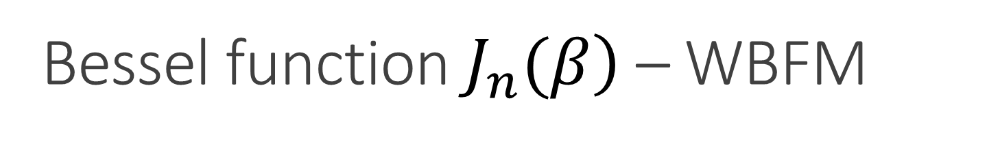 Bessel function 𝐽𝑛(𝛽) – WBFM